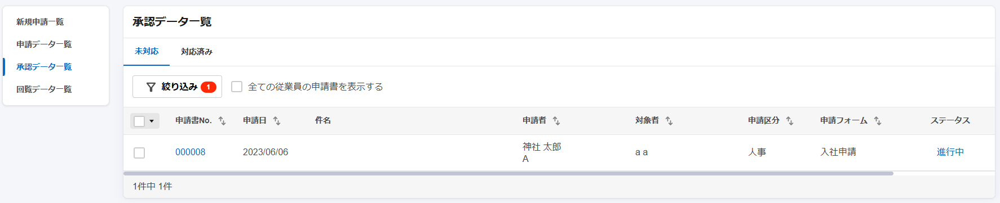 新規申請一覧
申請データ一覧
承認データ一覧
回覧データ一覧
承認データ一覧
未対応 対応済み
絞り込み 1 全ての従業員の申請書を表示する
申請書No. 申請日 件名 申請者 対象者 申請区分 申請フォーム ステータス
000008 2023/06/06 神社 太郎 a a 人事 入社申請 進行中
A
1件中 1件